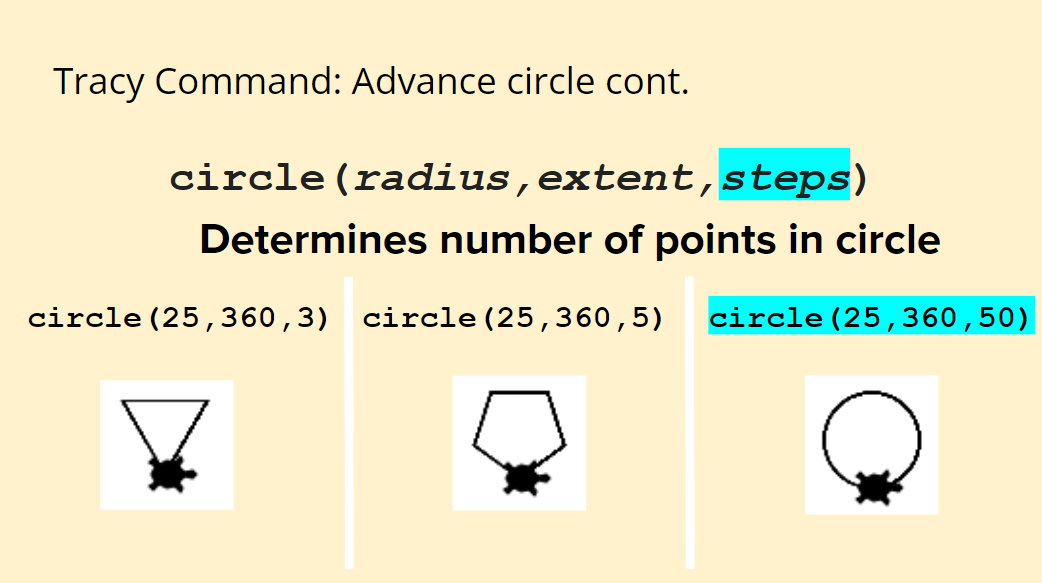 Tracy Command: Advance circle cont.
circle(radius,extent,steps)
Determines number of points in circle
circle(25,360,3)
circle(25,360,5)
circle(25,360,50)